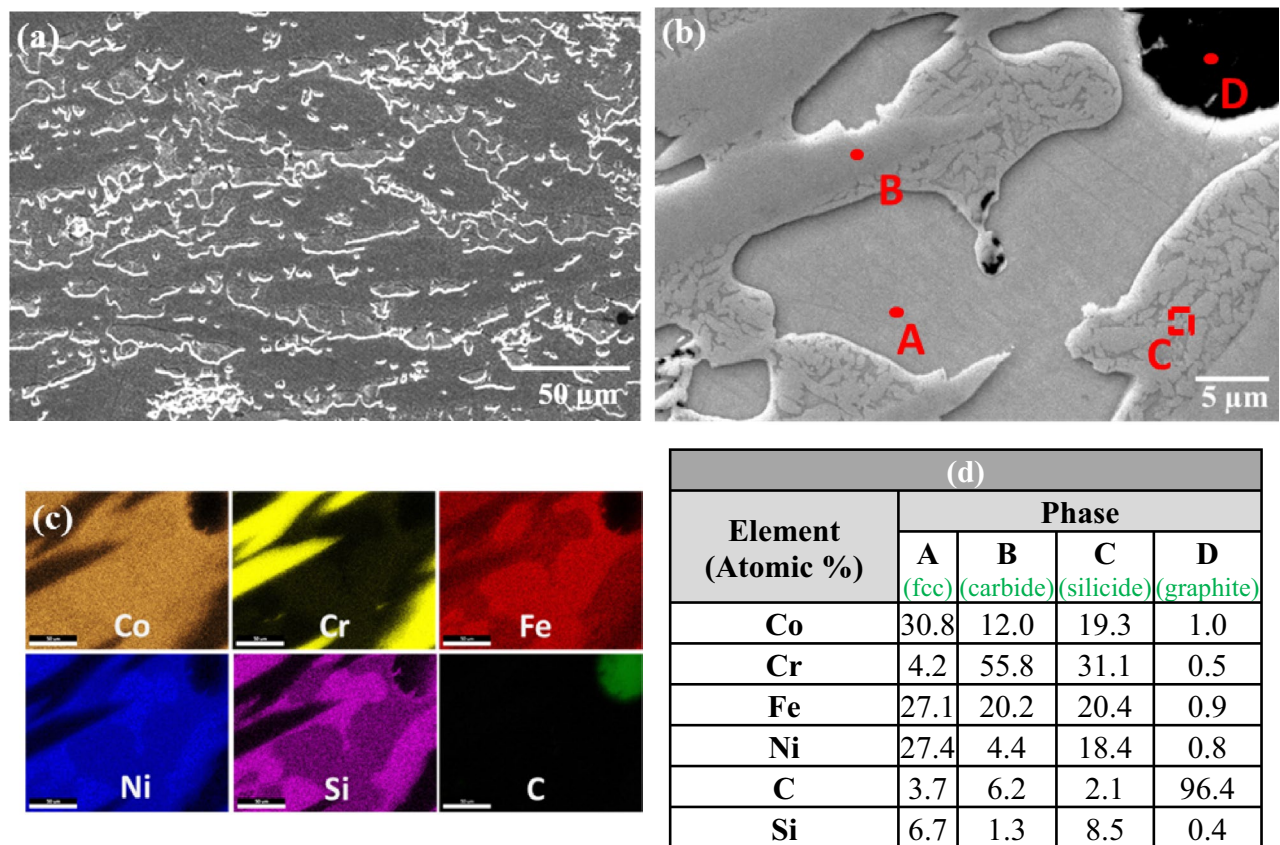 (a)
50 µm
(b)
D
B
A
C
5 µm
(c)
Co
Cr
Fe
Ni
Si
C
(d)
Element (Atomic %)
Phase
A B C D
(fcc) (carbide) (silicide) (graphite)
Co 30.8 12.0 19.3 1.0
Cr 4.2 55.8 31.1 0.5
Fe 27.1 20.2 20.4 0.9
Ni 27.4 4.4 18.4 0.8
C 3.7 6.2 2.1 96.4
Si 6.7 1.3 8.5 0.4